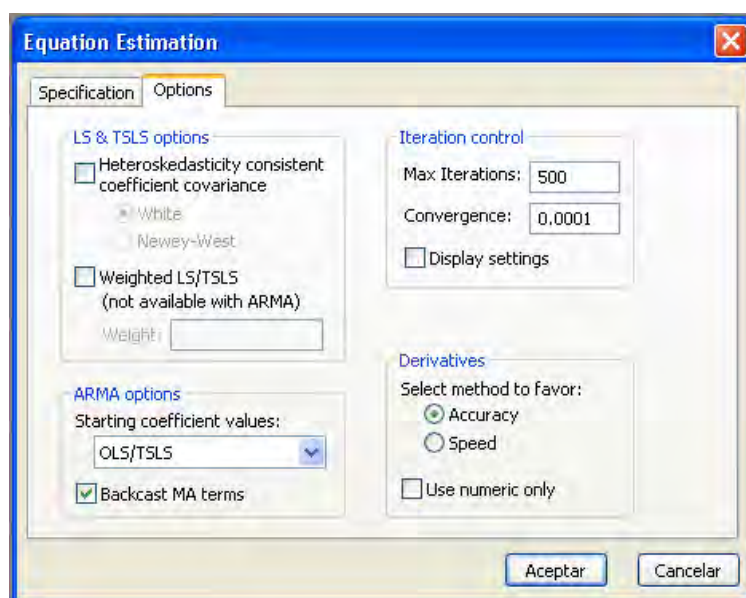 Equation Estimation
Specification
Options
LS & TSLS options
Heteroskedasticity consistent
coefficient covariance
White
Newey-West
Weighted LS/TSLS
(not available with ARMA)
Weight:
ARMA options
Starting coefficient values:
OLS/TSLS
Backcast MA terms
Iteration control
Max Iterations: 500
Convergence: 0.0001
Display settings
Derivatives
Select method to favor:
Accuracy
Speed
Use numeric only
Aceptar
Cancelar